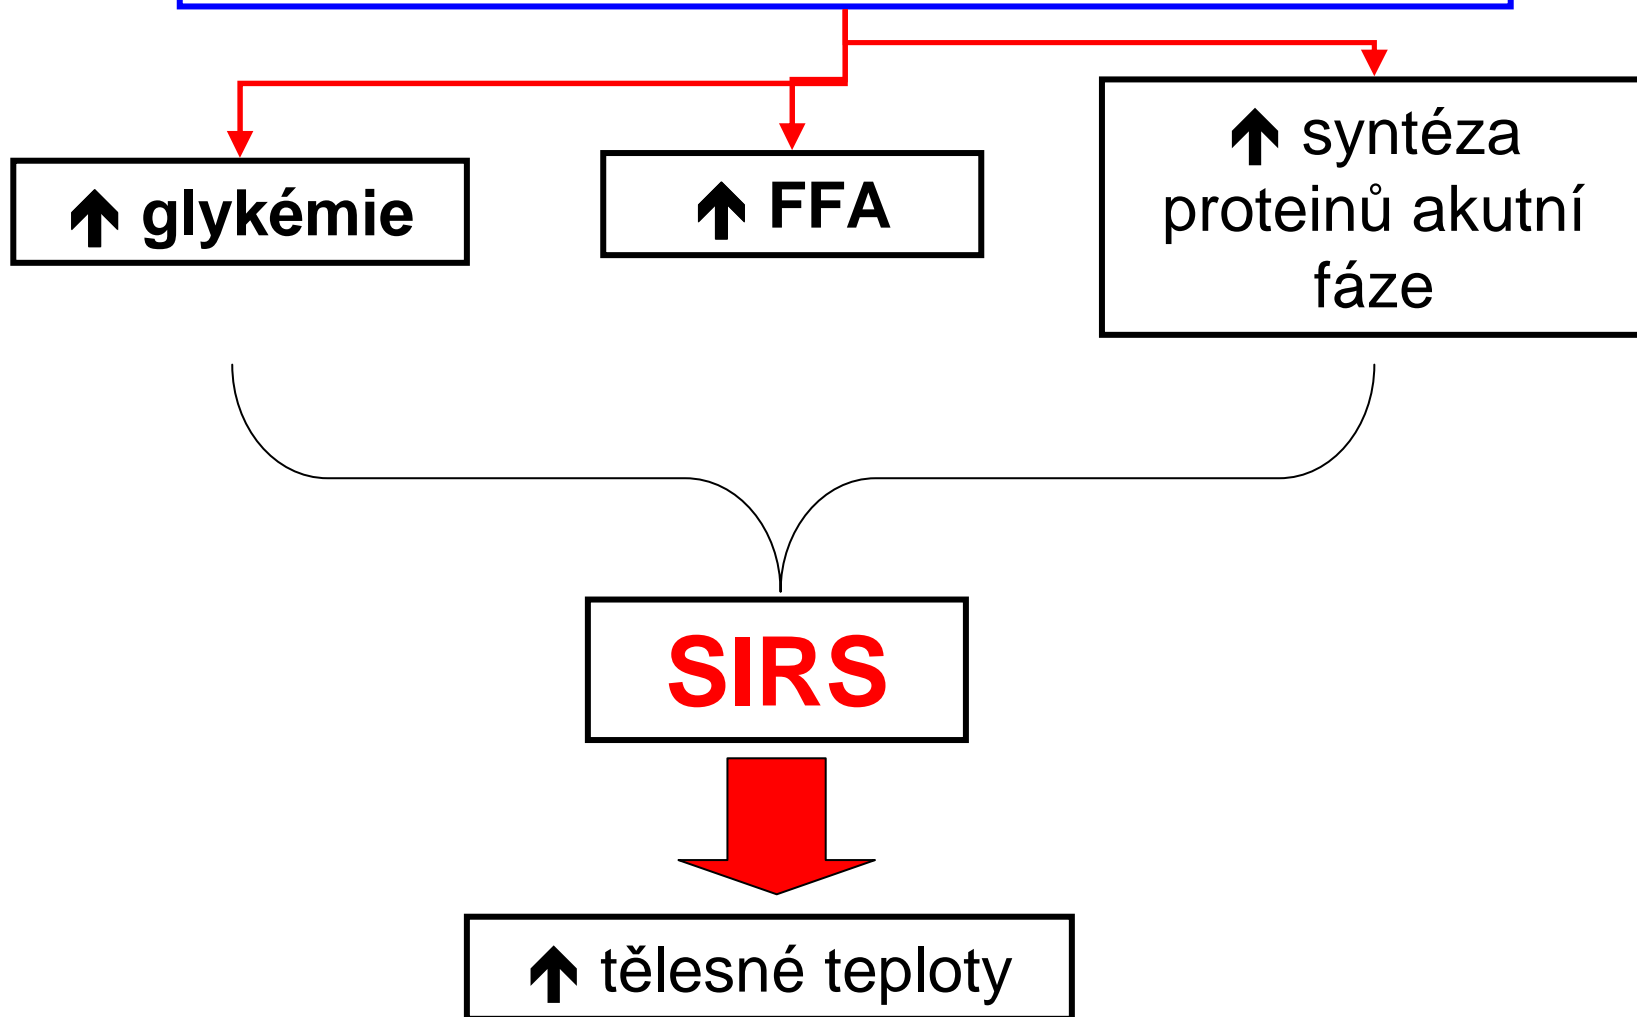 ↑ glykémie
↑ FFA
↑ syntéza
proteinů akutní
fáze
SIRS
↑ tělesné teploty